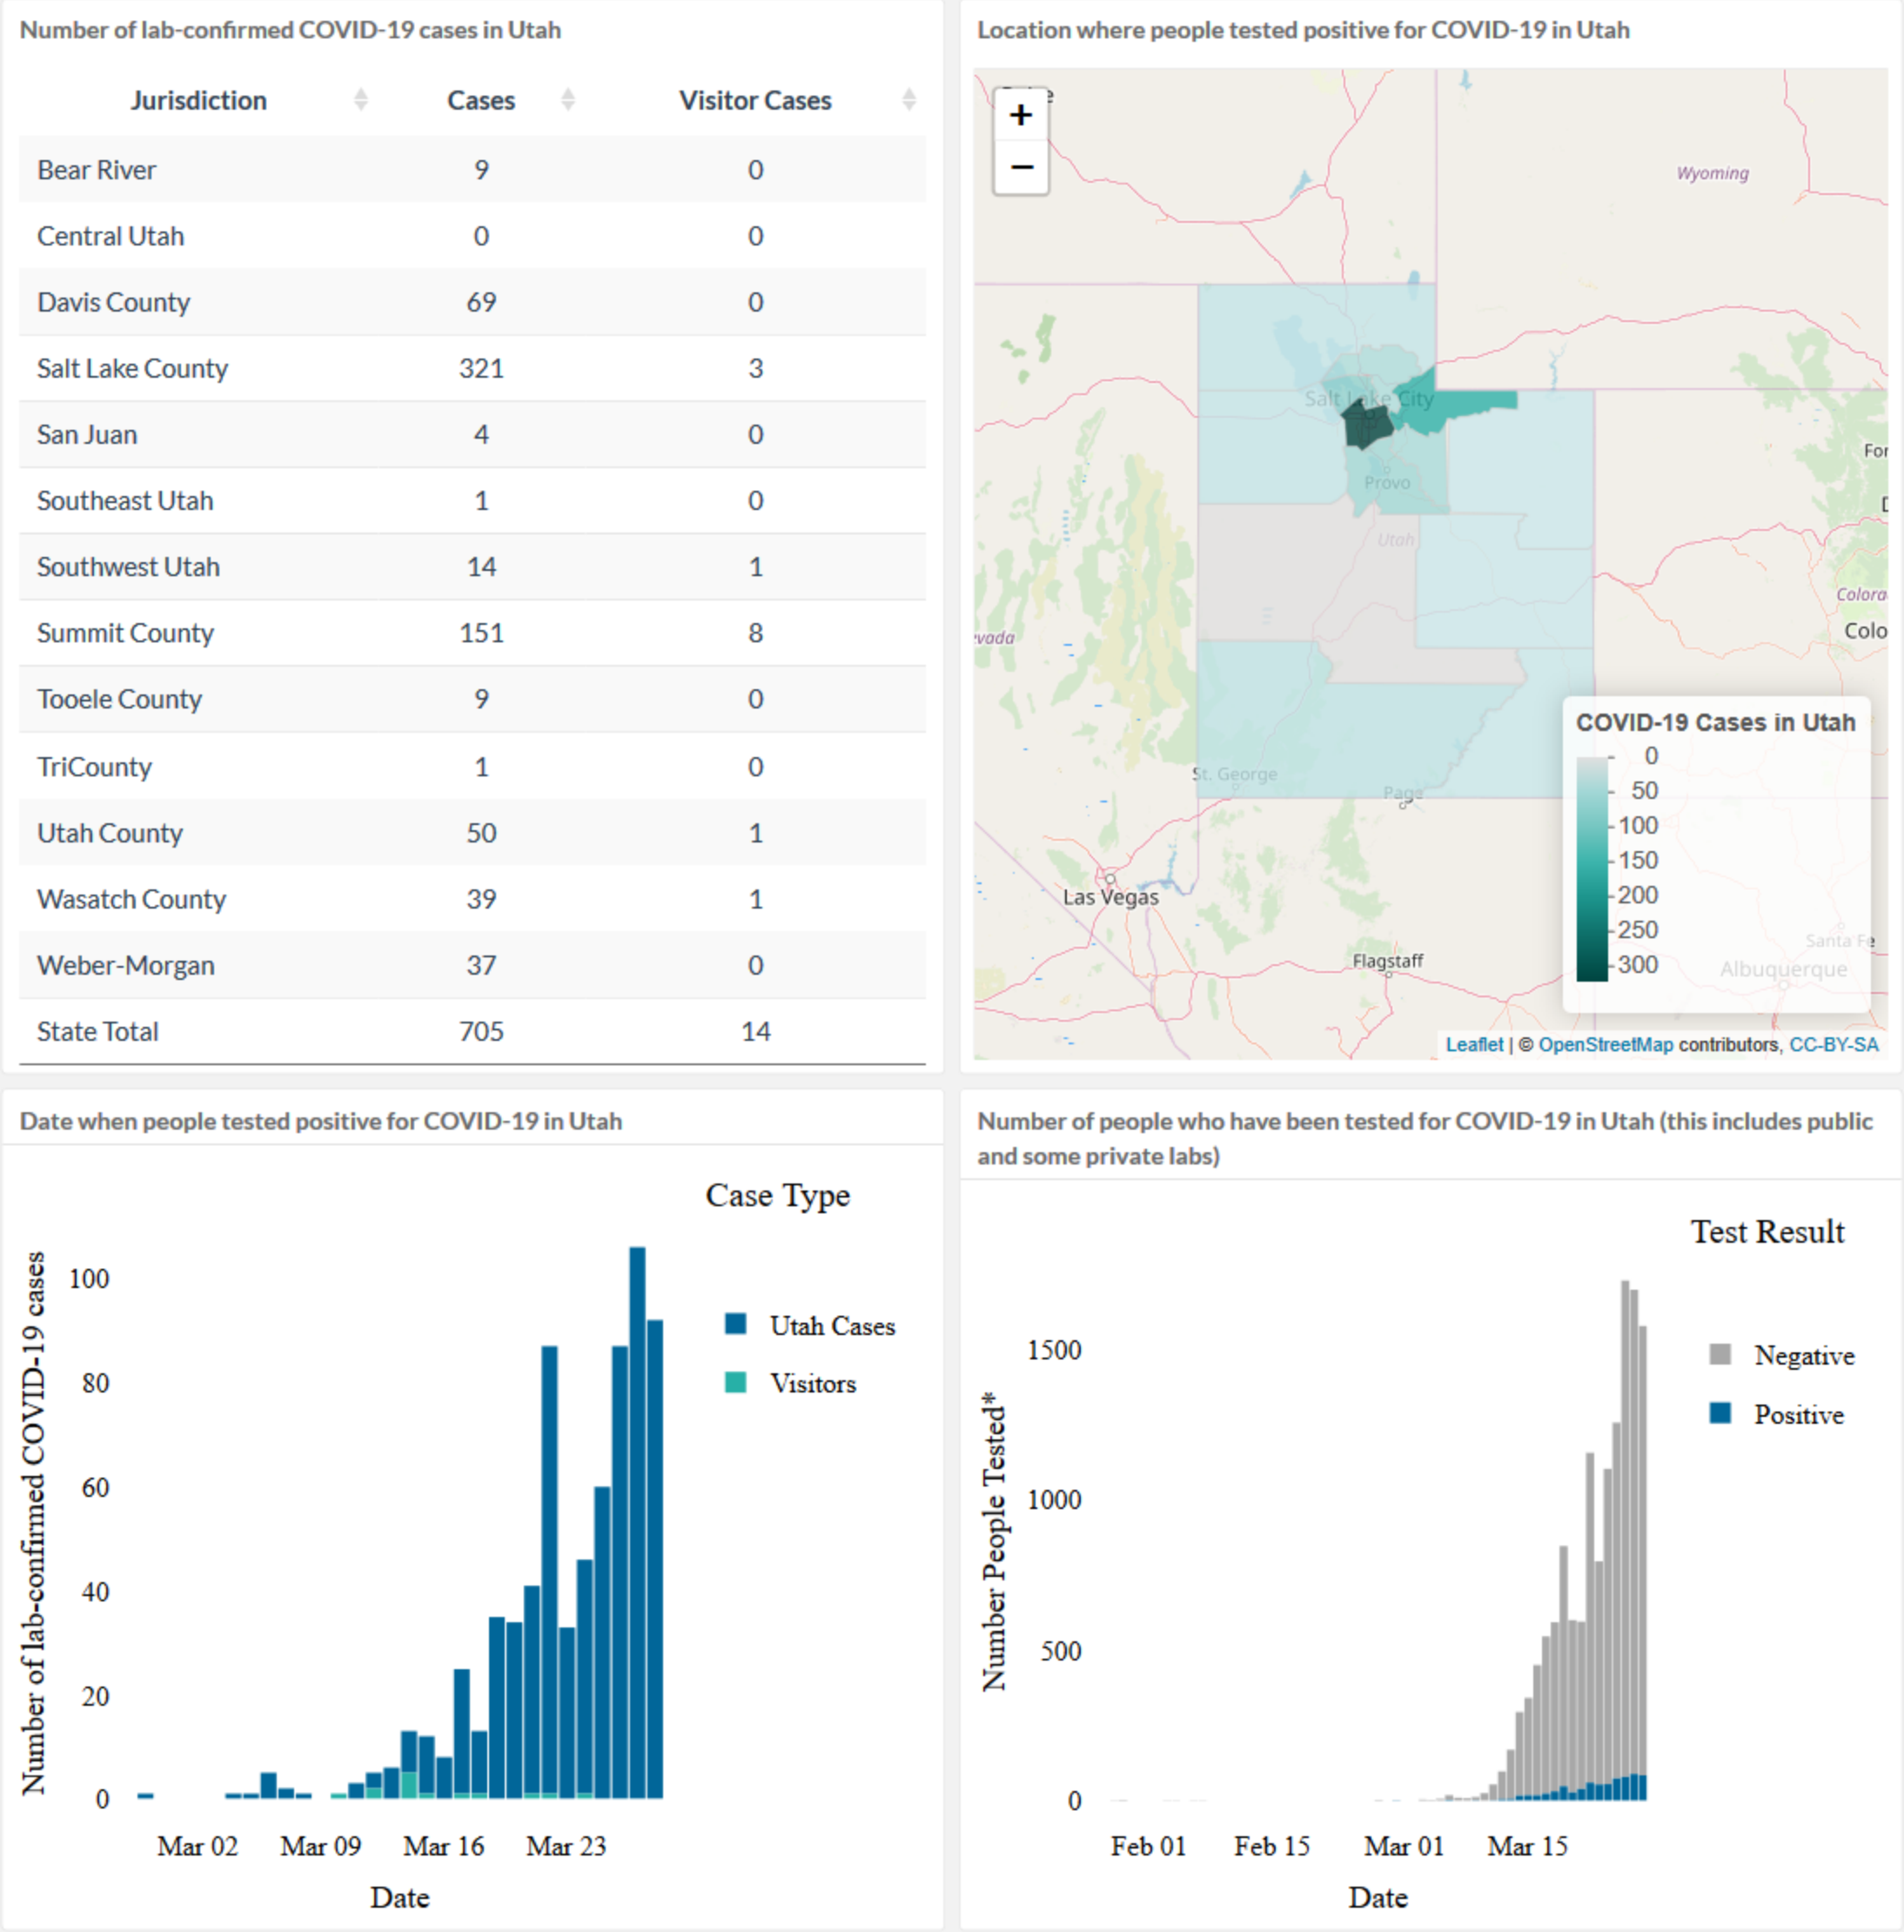 Number of lab-confirmed COVID-19 cases in Utah
Jurisdiction Cases Visitor Cases
Bear River 9 0
Central Utah 0 0
Davis County 69 0
Salt Lake County 321 3
San Juan 4 0
Southeast Utah 1 0
Southwest Utah 14 1
Summit County 151 8
Tooele County 9 0
TriCounty 1 0
Utah County 50 1
Wasatch County 39 1
Weber-Morgan 37 0
State Total 705 14
Location where people tested positive for COVID-19 in Utah
+
−
Wyoming
Salt Lake City
Provo
Utah
For
Colora
Colo
vada
St. George
Page
Las Vegas
Flagstaff
Santa Fe
Albuquerque
COVID-19 Cases in Utah
0
50
100
150
200
250
300
Leaflet | © OpenStreetMap contributors, CC-BY-SA
Date when people tested positive for COVID-19 in Utah
Case Type
Utah Cases
Visitors
Number of lab-confirmed COVID-19 cases
100
80
60
40
20
0
Mar 02 Mar 09 Mar 16 Mar 23
Date
Number of people who have been tested for COVID-19 in Utah (this includes public
and some private labs)
Test Result
Negative
Positive
Number People Tested*
1500
1000
500
0
Feb 01 Feb 15 Mar 01 Mar 15
Date